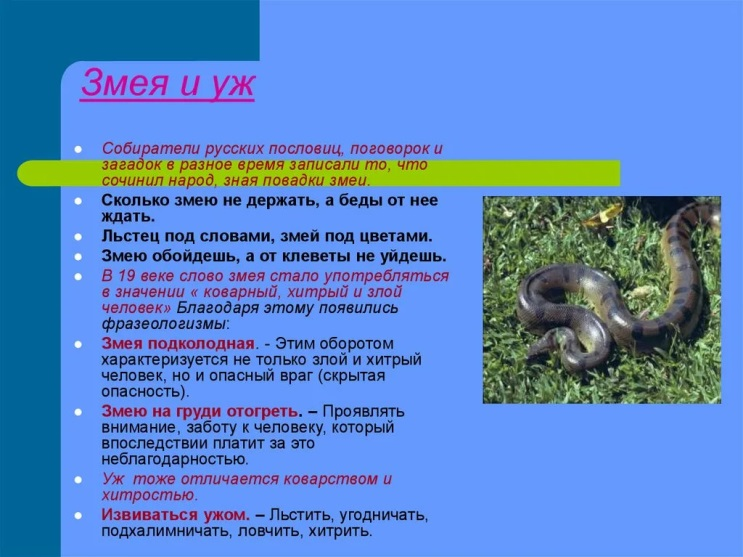 Змея и уж
Собиратели русских пословиц, поговорок и
загадок в разное время записали то, что
сочинил народ, зная повадки змеи.
Сколько змею не держать, а беды от нее
ждать.
Льстец под словами, змей под цветами.
Змею обойдешь, а от клеветы не уйдешь.
В 19 веке слово змея стало употребляться
в значении « коварный, хитрый и злой
человек» Благодаря этому появились
фразеологизмы:
Змея подколодная. - Этим оборотом
характеризуется не только злой и хитрый
человек, но и опасный враг (скрытая
опасность).
Змею на груди отогреть. – Проявлять
внимание, заботу к человеку, который
впоследствии платит за это
неблагодарностью.
Уж тоже отличается коварством и
хитростью.
Извиваться ужом. – Льстить, угодничать,
подхалимничать, ловчить, хитрить.